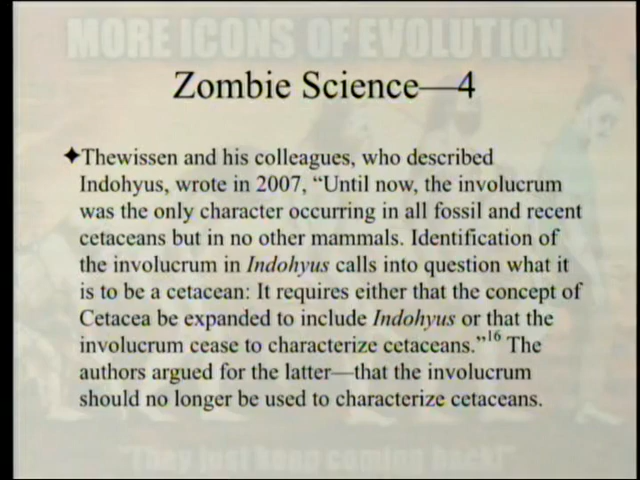 MORE ICONS OF EVOLUTION
Zombie Science—4
✦Thewissen and his colleagues, who described
Indohyus, wrote in 2007, “Until now, the involucrum
was the only character occurring in all fossil and recent
cetaceans but in no other mammals. Identification of
the involucrum in Indohyus calls into question what it
is to be a cetacean: It requires either that the concept of
Cetacea be expanded to include Indohyus or that the
involucrum cease to characterize cetaceans.”16 The
authors argued for the latter—that the involucrum
should no longer be used to characterize cetaceans.
"They just keep coming back!"